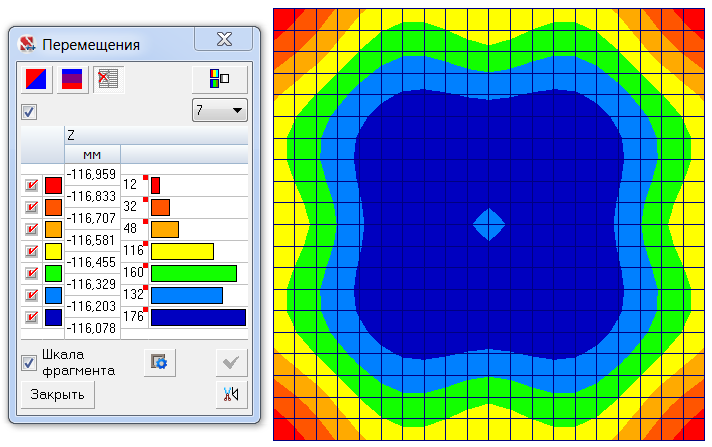 Перемещения
7
Z
мм
-116,959
12
-116,833
32
-116,707
48
-116,581
116
-116,455
160
-116,329
132
-116,203
176
-116,078
Шкала
фрагмента
Закрыть